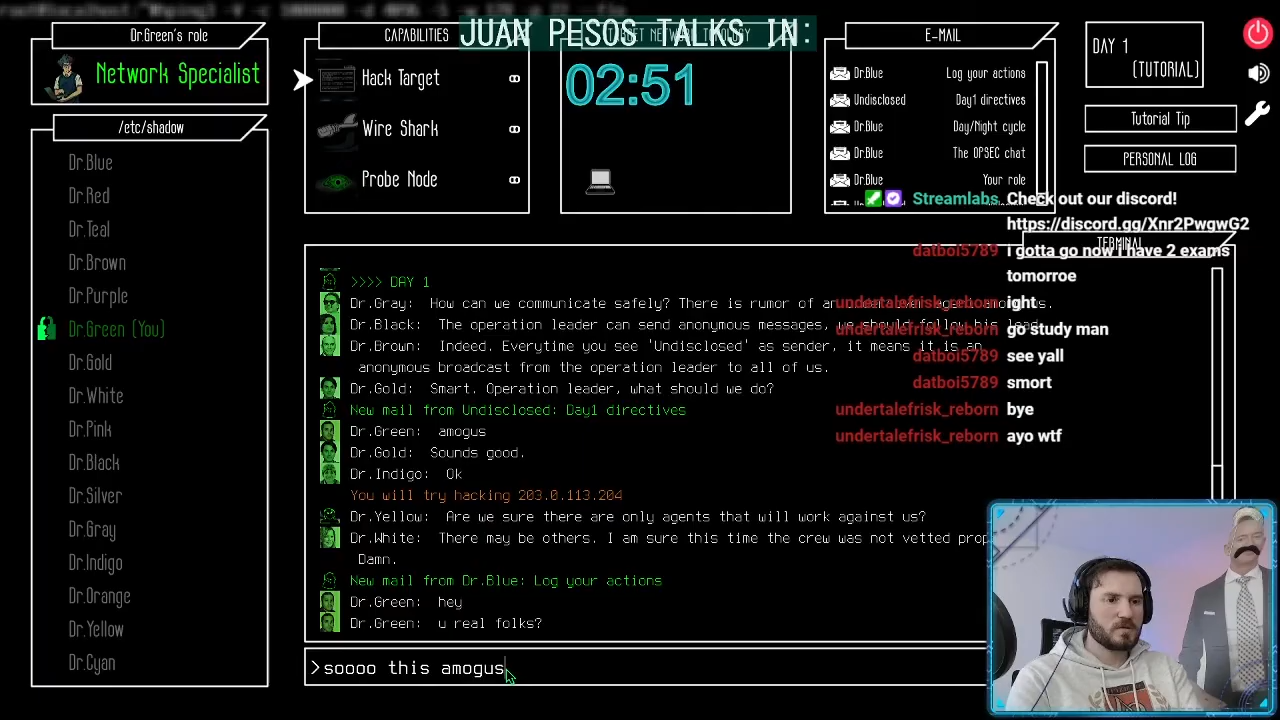 JUAN PESOS TALKS IN:
02:51
Dr.Green's role
Network Specialist
/etc/shadow
Dr.Blue
Dr.Red
Dr.Teal
Dr.Brown
Dr.Purple
Dr.Green (You)
Dr.Gold
Dr.White
Dr.Pink
Dr.Black
Dr.Silver
Dr.Gray
Dr.Indigo
Dr.Orange
Dr.Yellow
Dr.Cyan
CAPABILITIES
Hack Target
Wire Shark
Probe Node
E-MAIL
Dr.Blue Log your actions
Undisclosed Day1 directives
Dr.Blue Day/Night cycle
Dr.Blue The OPSEC chat
Dr.Blue Your role
DAY 1
(TUTORIAL)
Tutorial Tip
PERSONAL LOG
Streamlabs Check out our discord!
https://discord.gg/Xnr2PwgwG2
datboi5789 i gotta go now i have 2 exams
tomorroe
undertalefrisk_reborn ight
undertalefrisk_reborn go study man
datboi5789 see yall
datboi5789 smort
undertalefrisk_reborn bye
undertalefrisk_reborn ayo wtf
TERMINAL
>>>> DAY 1
Dr.Gray: How can we communicate safely? There is rumor of an
Dr.Black: The operation leader can send anonymous messages,
Dr.Brown: Indeed. Everytime you see 'Undisclosed' as sender, it means it is an
anonymous broadcast from the operation leader to all of us.
Dr.Gold: Smart. Operation leader, what should we do?
New mail from Undisclosed: Day1 directives
Dr.Green: amogus
Dr.Gold: Sounds good.
Dr.Indigo: Ok
You will try hacking 203.0.113.204
Dr.Yellow: Are we sure there are only agents that will work against us?
Dr.White: There may be others. I am sure this time the crew was not vetted prop
Damn.
New mail from Dr.Blue: Log your actions
Dr.Green: hey
Dr.Green: u real folks?
>soooo this amogus